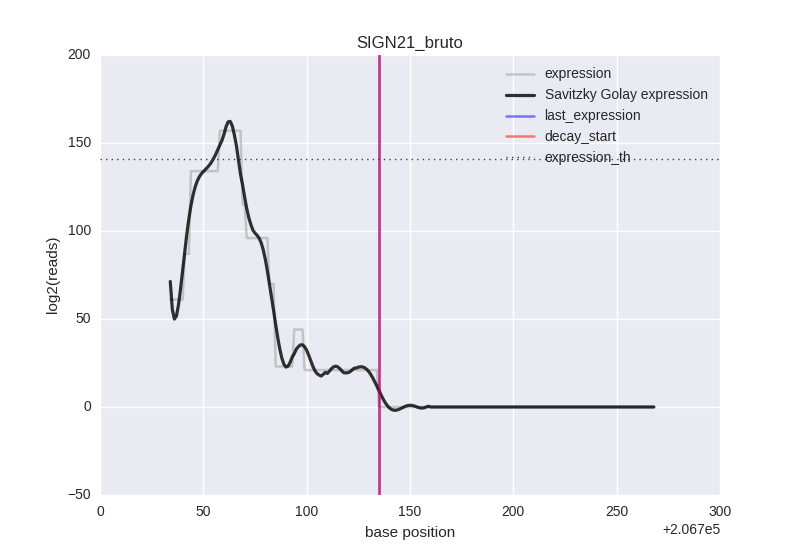 SIGN21_bruto
200
150
100
50
0
−50
log2(reads)
expression
Savitzky Golay expression
last_expression
decay_start
expression_th
0 50 100 150 200 250 300
+2.067e5
base position